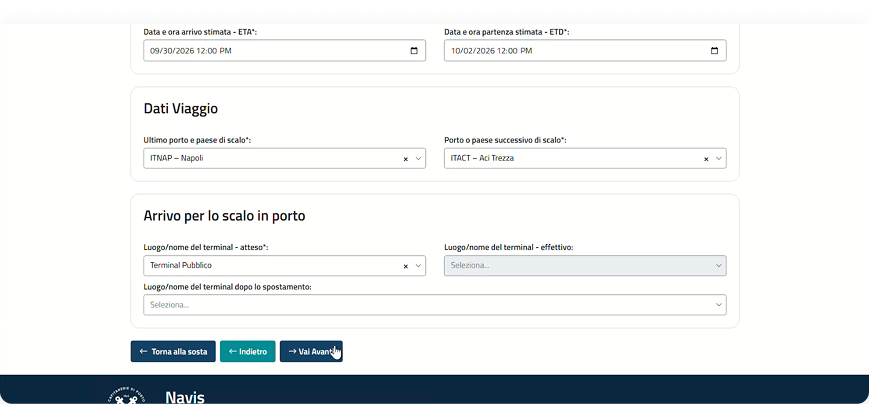 Data e ora arrivo stimata - ETA*: Data e ora partenza stimata - ETD*:
09/30/2026 12:00 PM 10/02/2026 12:00 PM
Dati Viaggio
Ultimo porto e paese di scalo*: Porto o paese successivo di scalo*:
ITNAP – Napoli × ITACT – Aci Trezza ×
Arrivo per lo scalo in porto
Luogo/nome del terminal - atteso*: Luogo/nome del terminal - effettivo:
Terminal Pubblico × Seleziona...
Luogo/nome del terminal dopo lo spostamento:
Seleziona...
← Torna alla sosta ← Indietro → Vai Avanti
CAPITANERIE DI PORTO
Navis